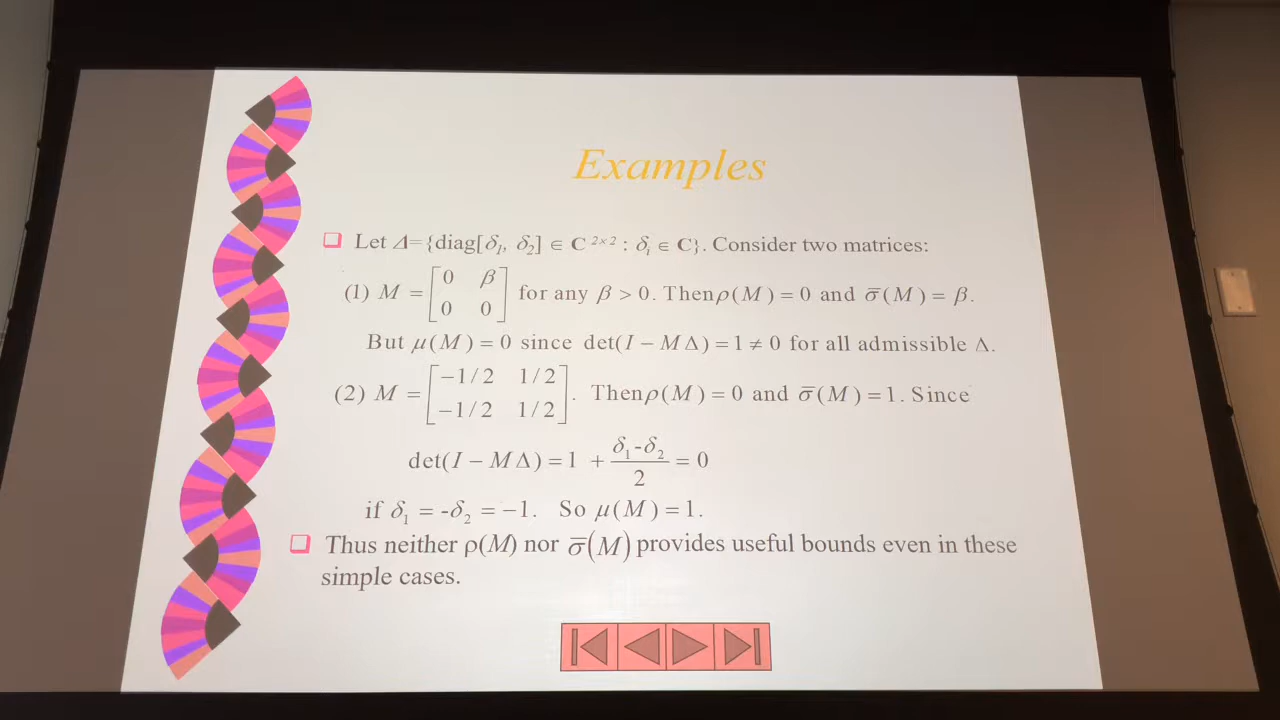 Examples
Let Δ={diag[δ₁, δ₂] ∈ C²ˣ² : δᵢ ∈ C}. Consider two matrices:
(1) M = [0 β; 0 0] for any β > 0. Then ρ(M) = 0 and σ̅(M) = β.
But μ(M) = 0 since det(I − MΔ) = 1 ≠ 0 for all admissible Δ.
(2) M = [−1/2 1/2; −1/2 1/2]. Then ρ(M) = 0 and σ̅(M) = 1. Since
det(I − MΔ) = 1 + (δ₁-δ₂)/2 = 0
if δ₁ = -δ₂ = −1. So μ(M) = 1.
Thus neither ρ(M) nor σ̅(M) provides useful bounds even in these
simple cases.